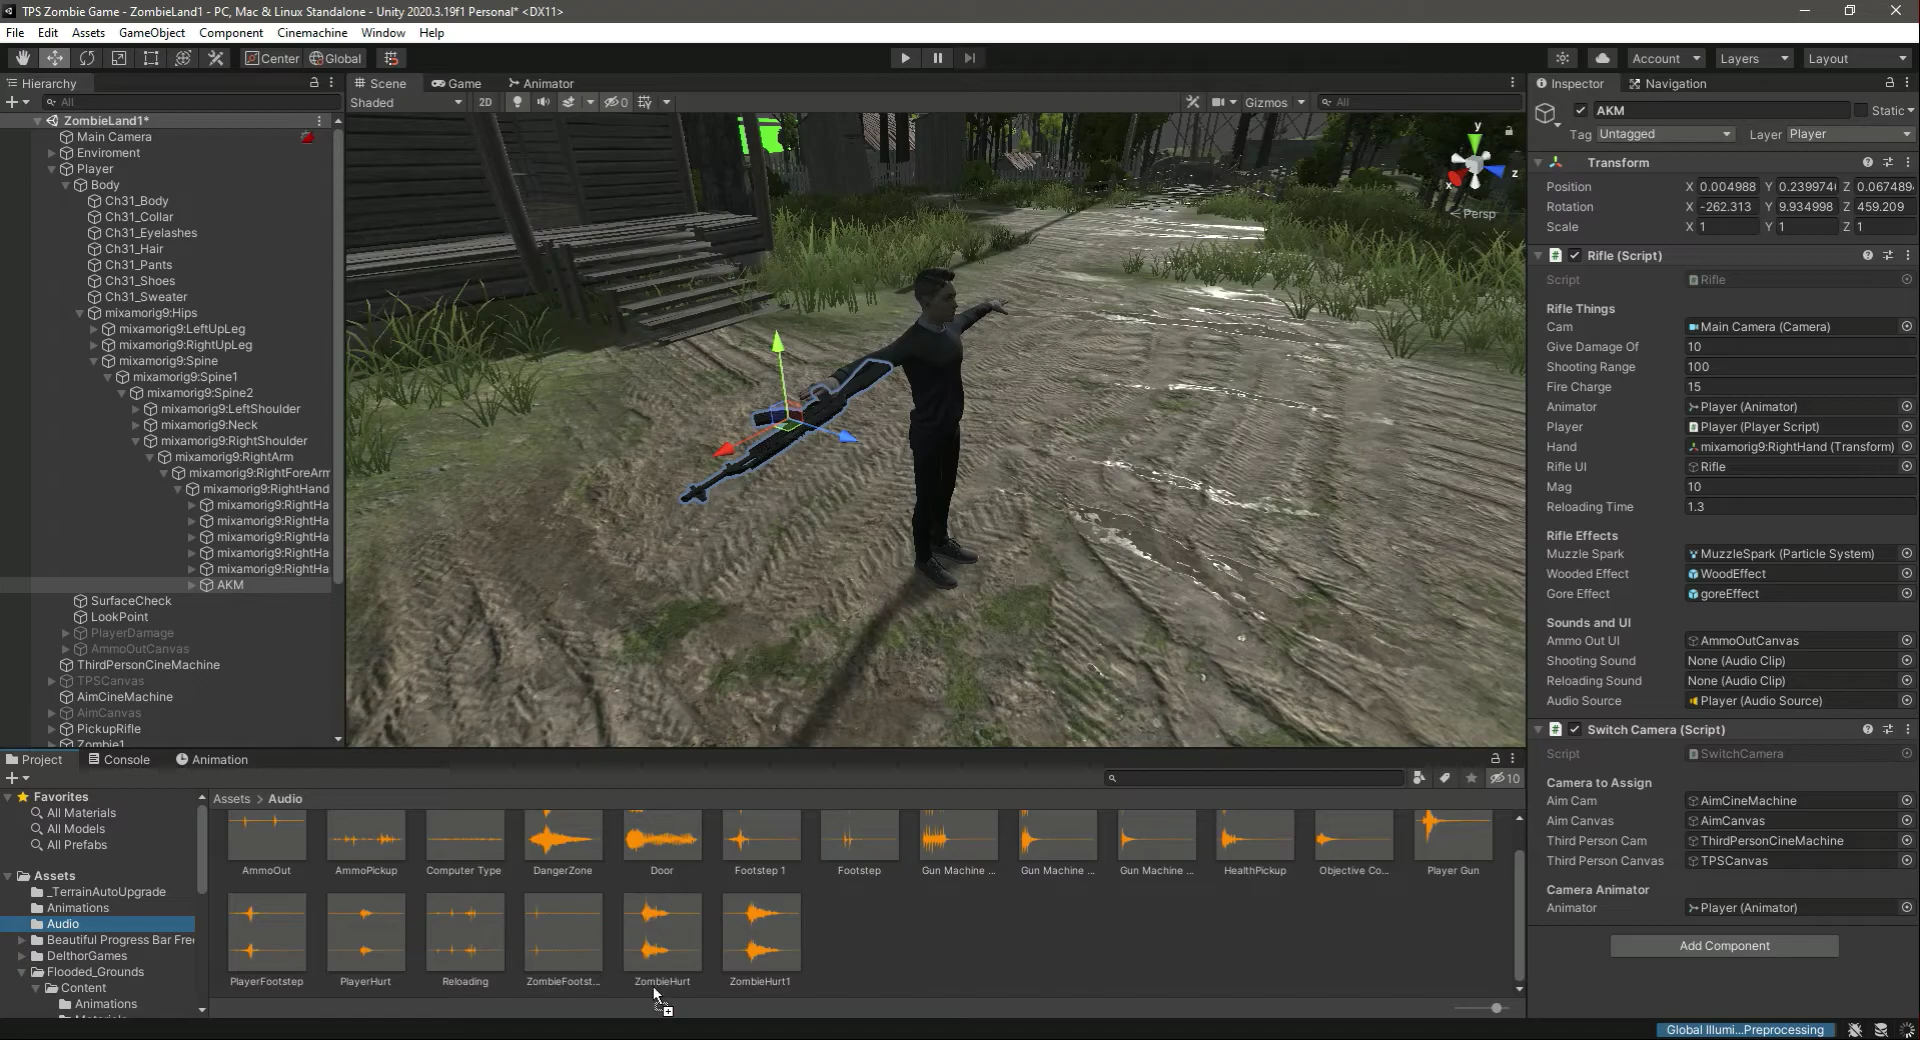 TPS Zombie Game - ZombieLand1 - PC, Mac & Linux Standalone - Unity 2020.3.19f1 Personal* <DX11>
File Edit Assets GameObject Component Cinemachine Window Help
Center Global Account Layers Layout
Hierarchy
All
ZombieLand1*
Main Camera
Enviroment
Player
Body
Ch31_Body
Ch31_Collar
Ch31_Eyelashes
Ch31_Hair
Ch31_Pants
Ch31_Shoes
Ch31_Sweater
mixamorig9:Hips
mixamorig9:LeftUpLeg
mixamorig9:RightUpLeg
mixamorig9:Spine
mixamorig9:Spine1
mixamorig9:Spine2
mixamorig9:LeftShoulder
mixamorig9:Neck
mixamorig9:RightShoulder
mixamorig9:RightArm
mixamorig9:RightForeArm
mixamorig9:RightHand
mixamorig9:RightHa
mixamorig9:RightHa
mixamorig9:RightHa
mixamorig9:RightHa
mixamorig9:RightHa
AKM
SurfaceCheck
LookPoint
PlayerDamage
AmmoOutCanvas
ThirdPersonCineMachine
TPSCanvas
AimCineMachine
AimCanvas
PickupRifle
Zombie1
Scene Game Animator
Shaded 2D 0 Gizmos All
y
x z
Persp
Inspector Navigation
AKM Static
Tag Untagged Layer Player
Transform
Position X 0.004988 Y 0.239974 Z 0.067489
Rotation X -262.313 Y 9.934998 Z 459.209
Scale X 1 Y 1 Z 1
Rifle (Script)
Script Rifle
Rifle Things
Cam Main Camera (Camera)
Give Damage Of 10
Shooting Range 100
Fire Charge 15
Animator Player (Animator)
Player Player (Player Script)
Hand mixamorig9:RightHand (Transform)
Rifle UI Rifle
Mag 10
Reloading Time 1.3
Rifle Effects
Muzzle Spark MuzzleSpark (Particle System)
Wooded Effect WoodEffect
Gore Effect goreEffect
Sounds and UI
Ammo Out UI AmmoOutCanvas
Shooting Sound None (Audio Clip)
Reloading Sound None (Audio Clip)
Audio Source Player (Audio Source)
Switch Camera (Script)
Script SwitchCamera
Camera to Assign
Aim Cam AimCineMachine
Aim Canvas AimCanvas
Third Person Cam ThirdPersonCineMachine
Third Person Canvas TPSCanvas
Camera Animator
Animator Player (Animator)
Add Component
Project Console Animation
10
Favorites
All Materials
All Models
All Prefabs
Assets
_TerrainAutoUpgrade
Animations
Audio
Beautiful Progress Bar Free
DelthorGames
Flooded_Grounds
Content
Animations
Assets > Audio
AmmoOut AmmoPickup Computer Type DangerZone Door Footstep 1 Footstep Gun Machine ... Gun Machine ... Gun Machine ... HealthPickup Objective Co... Player Gun
PlayerFootstep PlayerHurt Reloading ZombieFootst... ZombieHurt ZombieHurt1
Global Illumi...Preprocessing